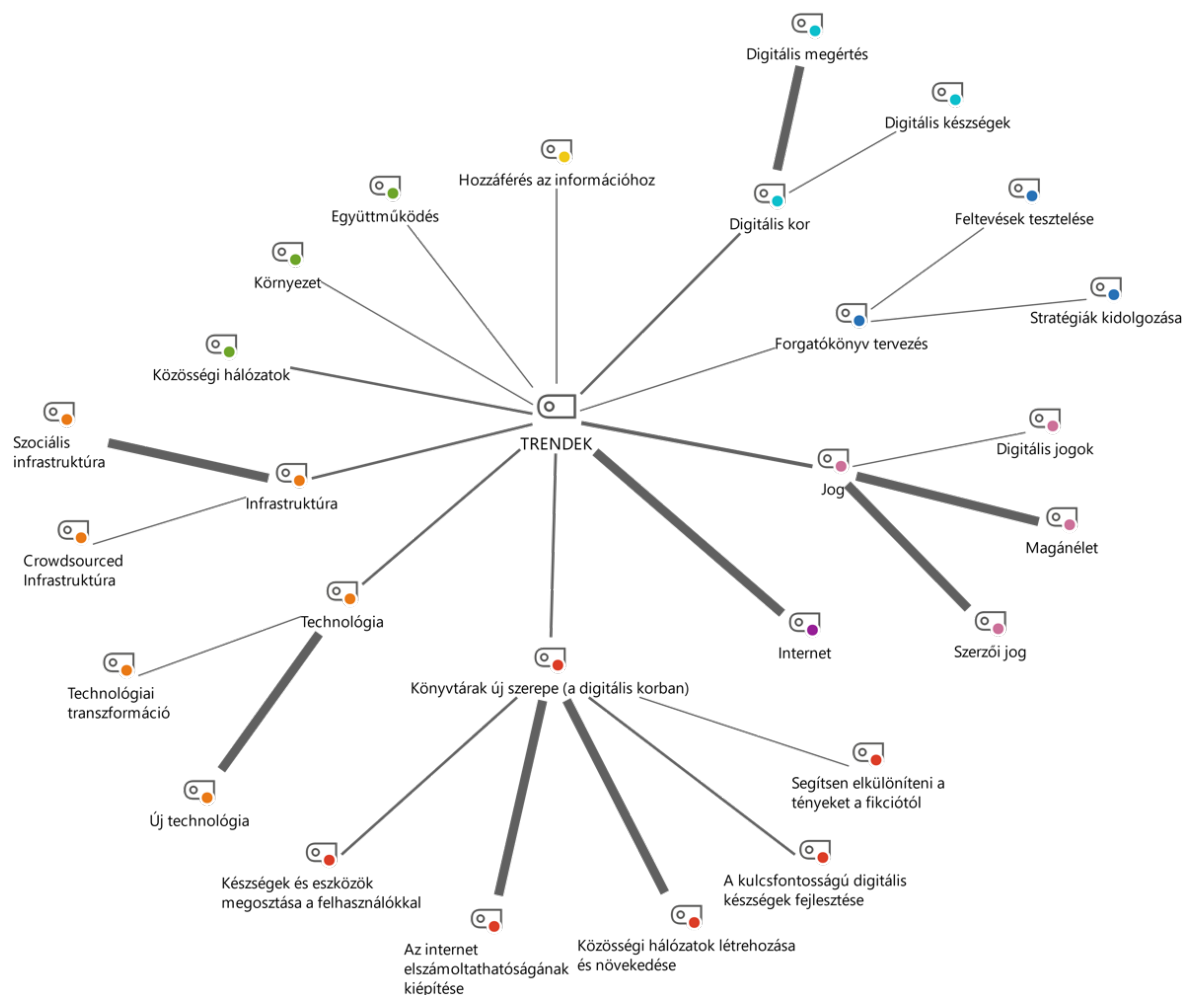 Digitális megértés
Digitális készségek
Hozzáférés az információhoz
Együttműködés
Digitális kor
Feltevések tesztelése
Környezet
Stratégiák kidolgozása
Forgatókönyv tervezés
Közösségi hálózatok
TRENDEK
Szociális
infrastruktúra
Digitális jogok
Jog
Infrastruktúra
Magánélet
Crowdsourced
Infrastruktúra
Technológia
Internet
Szerzői jog
Technológiai
transzformáció
Könyvtárak új szerepe (a digitális korban)
Segítsen elkülöníteni a
tényeket a fikciótól
Új technológia
Készségek és eszközök
megosztása a felhasználókkal
A kulcsfontosságú digitális
készségek fejlesztése
Az internet
elszámoltathatóságának
kiépítése
Közösségi hálózatok létrehozása
és növekedése